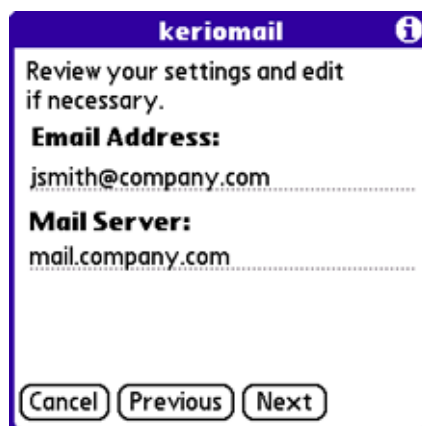 keriomail
Review your settings and edit
if necessary.
Email Address:
jsmith@company.com
Mail Server:
mail.company.com
Cancel Previous Next